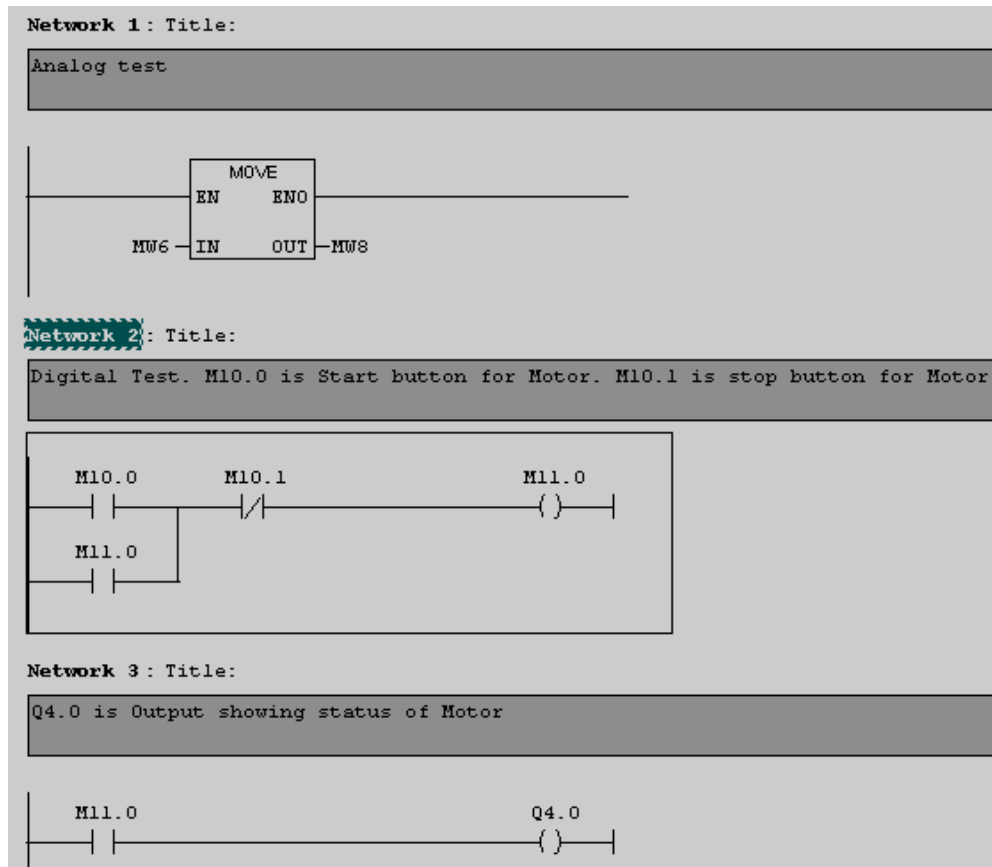 Network 1 : Title:
Analog test
MOVE
EN ENO
MW6 IN OUT MW8
Network 2 : Title:
Digital Test. M10.0 is Start button for Motor. M10.1 is stop button for Motor
M10.0 M10.1 M11.0
M11.0
Network 3 : Title:
Q4.0 is Output showing status of Motor
M11.0 Q4.0